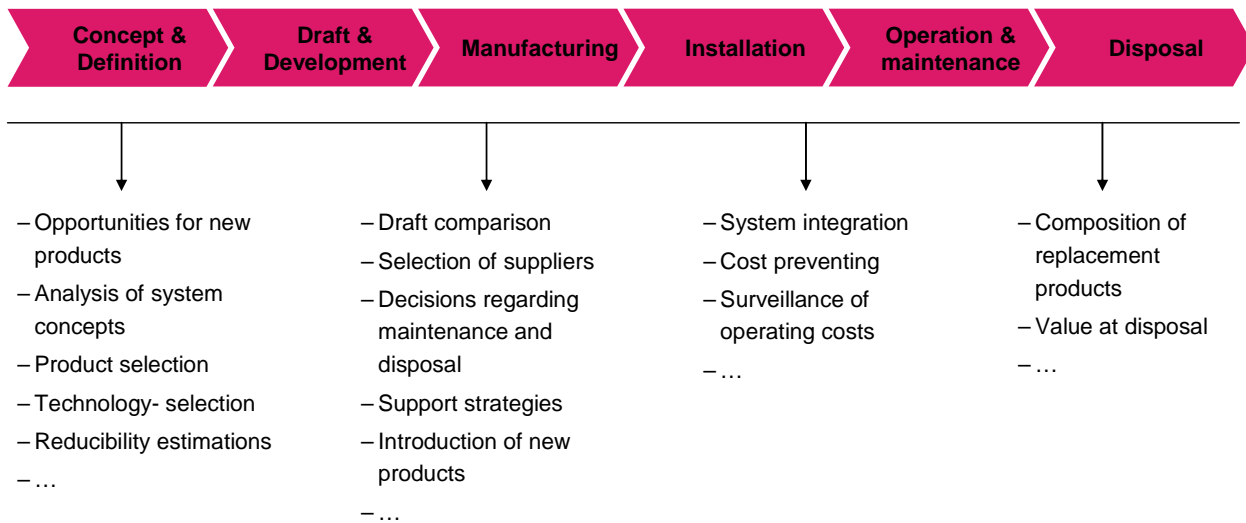 Concept &
Definition
Draft &
Development
Manufacturing
Installation
Operation &
maintenance
Disposal
– Opportunities for new
products
– Analysis of system
concepts
– Product selection
– Technology- selection
– Reducibility estimations
– …
– Draft comparison
– Selection of suppliers
– Decisions regarding
maintenance and
disposal
– Support strategies
– Introduction of new
products
– …
– System integration
– Cost preventing
– Surveillance of
operating costs
– …
– Composition of
replacement
products
– Value at disposal
– …